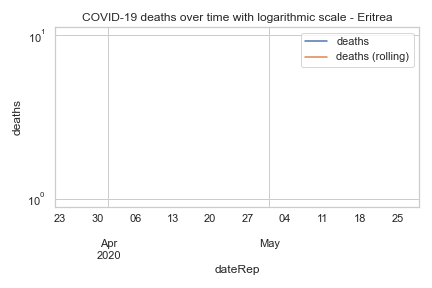 COVID-19 deaths over time with logarithmic scale - Eritrea
deaths
deaths (rolling)
10¹
10⁰
deaths
23 30 06 13 20 27 04 11 18 25
Apr May
2020
dateRep